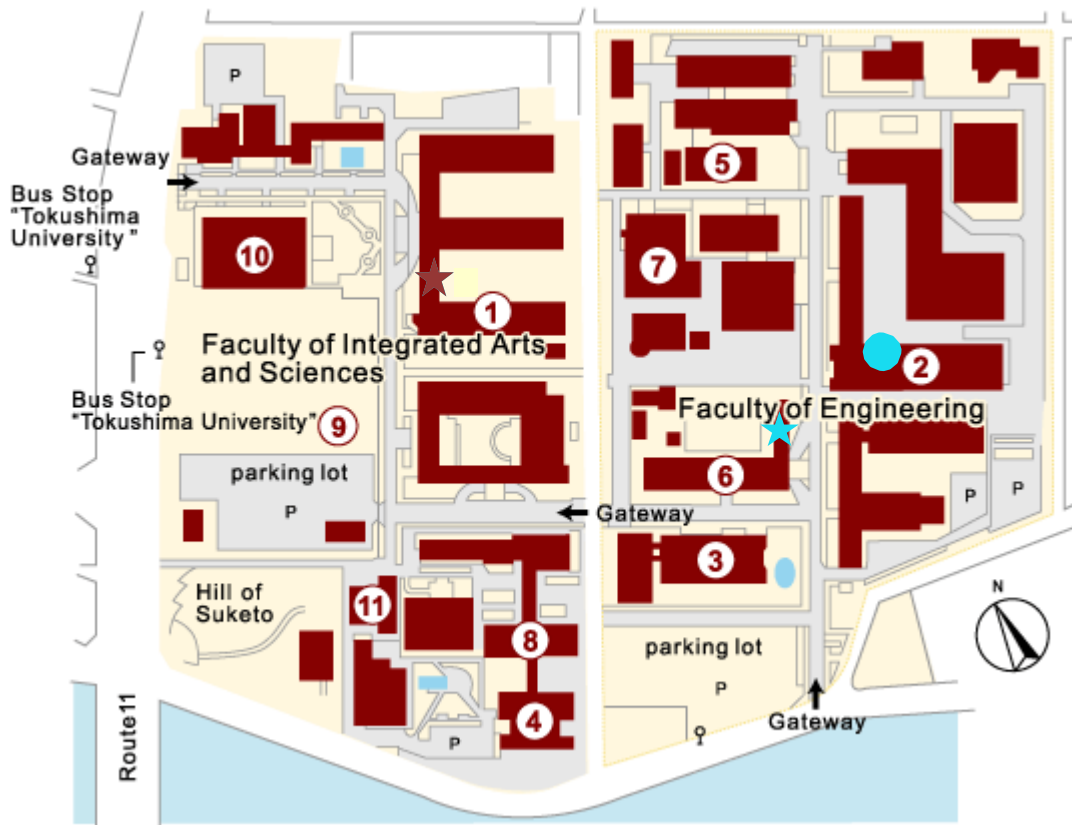 P
Gateway
Bus Stop
"Tokushima
University"
10
5
7
1
Faculty of Integrated Arts
and Sciences
2
Bus Stop
"Tokushima University"
9
Faculty of Engineering
parking lot
P
6
P
P
Gateway
3
Hill of
Suketo
11
8
N
parking lot
P
4
P
Gateway
Route11